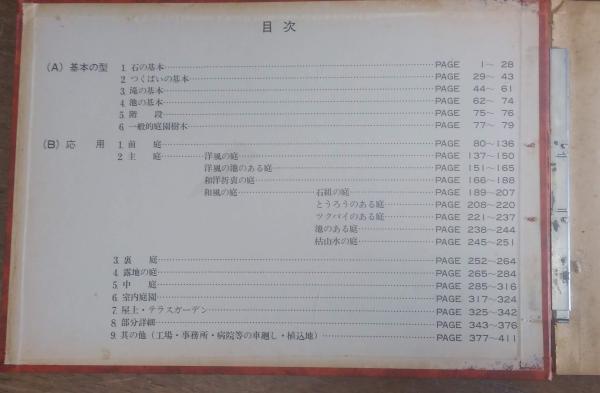 目次
(A) 基本の型 1. 石の基本 PAGE 1〜28
2. つくばいの基本 PAGE 29〜43
3. 滝の基本 PAGE 44〜61
4. 池の基本 PAGE 62〜74
5. 階 段 PAGE 75〜76
6. 一般的庭園樹木 PAGE 77〜79
(B) 応 用 1. 前 庭 PAGE 80〜136
2. 主 庭 洋風の庭 PAGE 137〜150
洋風の池のある庭 PAGE 151〜165
和洋哲衷の庭 PAGE 166〜188
和風の庭 石組の庭 PAGE 189〜207
とうろうのある庭 PAGE 208〜220
ツクバイのある庭 PAGE 221〜237
池のある庭 PAGE 238〜244
枯山水の庭 PAGE 245〜251
3. 裏 庭 PAGE 252〜264
4. 露地の庭 PAGE 265〜284
5. 中 庭 PAGE 285〜316
6. 室内庭園 PAGE 317〜324
7. 屋上・テラスガーデン PAGE 325〜342
8. 部分詳細 PAGE 343〜376
9. 其の他(工場・事務所・病院等の車廻し・植込地) PAGE 377〜411